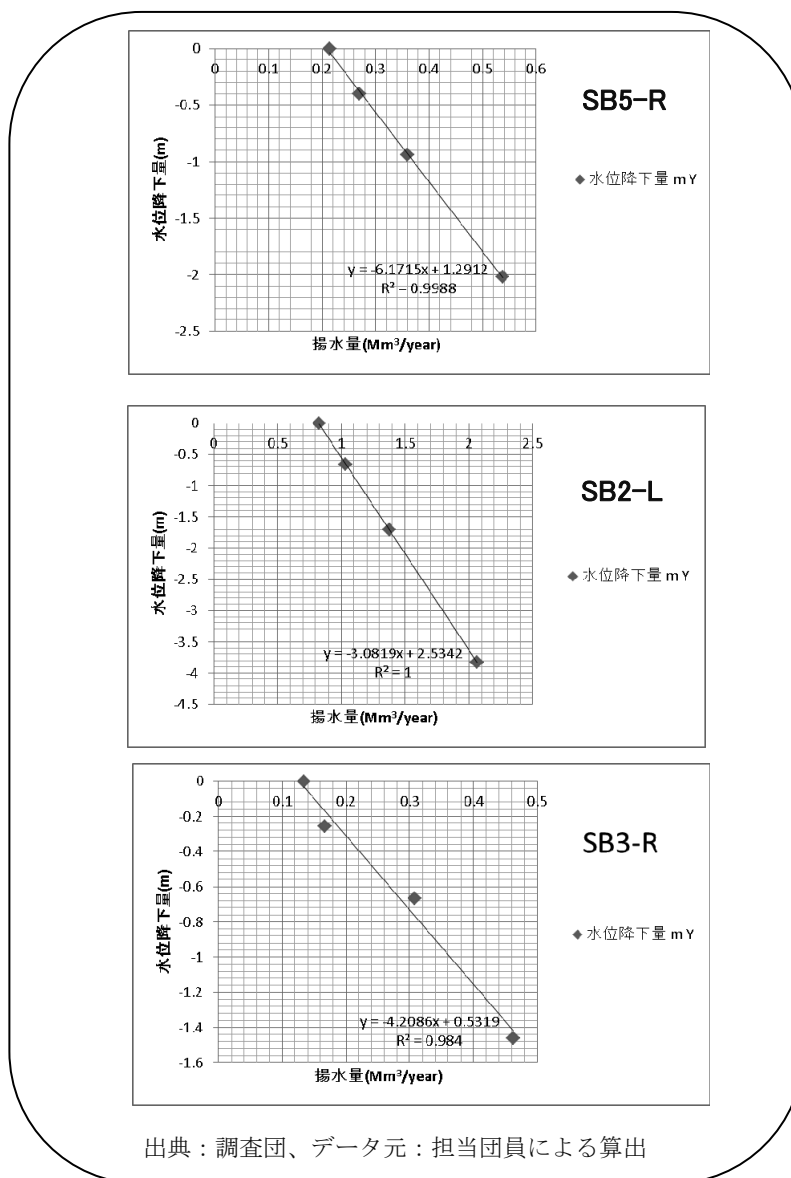 0
0 0.1 0.2 0.3 0.4 0.5 0.6
-0.5
-1
-1.5
-2
-2.5
水位降下量(m)
y = -6.1715x + 1.2912
R² = 0.9988
揚水量(Mm³/year)
SB5-R
水位降下量 m Y
0
0 0.5 1 1.5 2 2.5
-0.5
-1
-1.5
-2
-2.5
-3
-3.5
-4
-4.5
水位降下量(m)
y = -3.0819x + 2.5342
R² = 1
揚水量(Mm³/year)
SB2-L
水位降下量 m Y
0
0 0.1 0.2 0.3 0.4 0.5
-0.2
-0.4
-0.6
-0.8
-1
-1.2
-1.4
-1.6
水位降下量(m)
y = -4.2086x + 0.5319
R² = 0.984
揚水量(Mm³/year)
SB3-R
水位降下量 m Y
出典：調査団、データ元：担当団員による算出